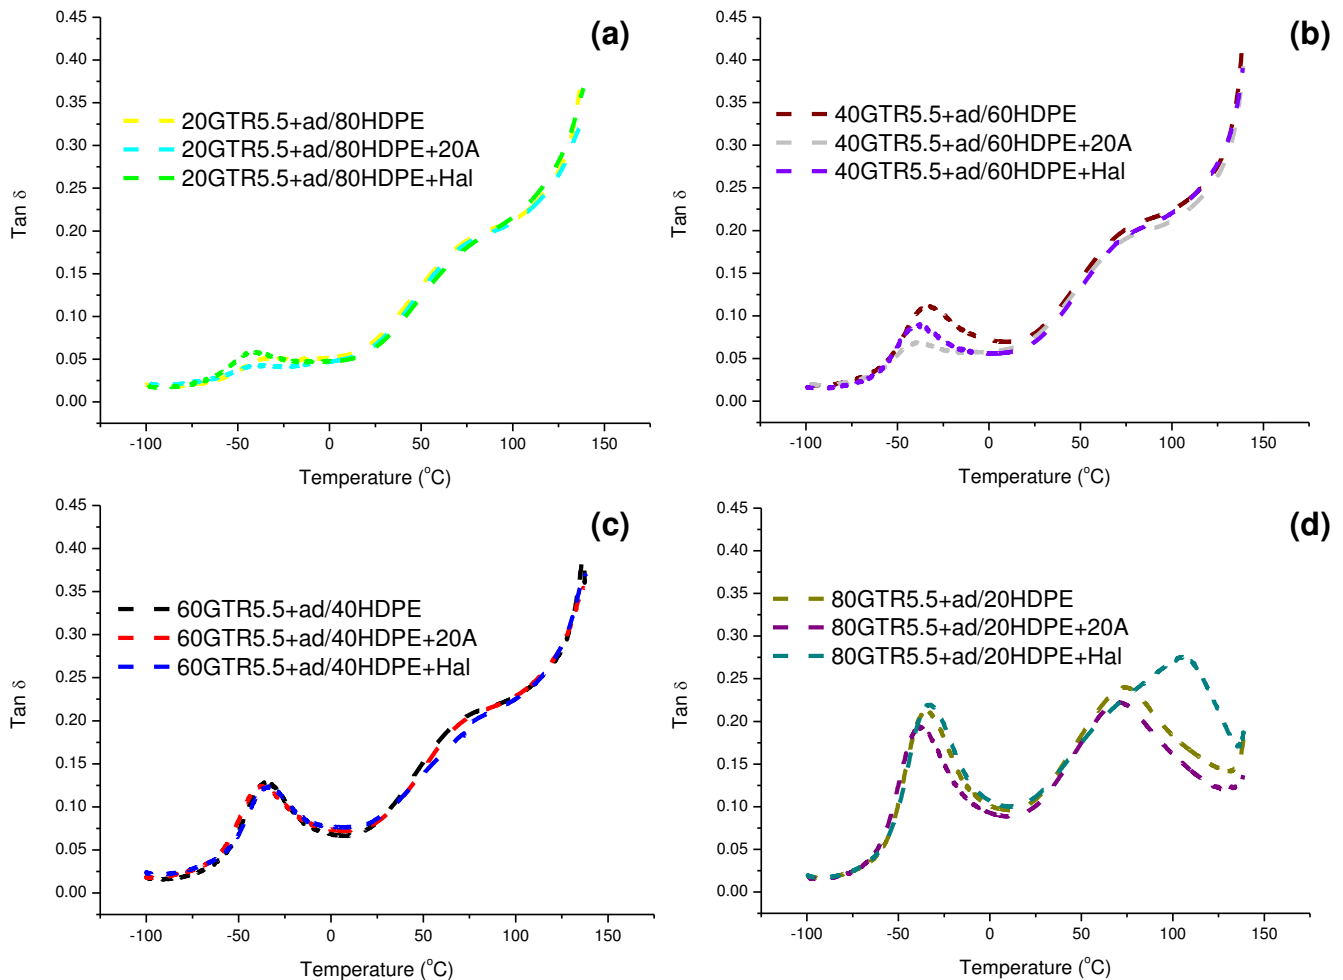 (a)
0.45
0.40
0.35
0.30
0.25
0.20
0.15
0.10
0.05
0.00
Tan δ
20GTR5.5+ad/80HDPE
20GTR5.5+ad/80HDPE+20A
20GTR5.5+ad/80HDPE+Hal
-100 -50 0 50 100 150
Temperature (°C)
(b)
0.45
0.40
0.35
0.30
0.25
0.20
0.15
0.10
0.05
0.00
Tan δ
40GTR5.5+ad/60HDPE
40GTR5.5+ad/60HDPE+20A
40GTR5.5+ad/60HDPE+Hal
-100 -50 0 50 100 150
Temperature (°C)
(c)
0.45
0.40
0.35
0.30
0.25
0.20
0.15
0.10
0.05
0.00
Tan δ
60GTR5.5+ad/40HDPE
60GTR5.5+ad/40HDPE+20A
60GTR5.5+ad/40HDPE+Hal
-100 -50 0 50 100 150
Temperature (°C)
(d)
0.45
0.40
0.35
0.30
0.25
0.20
0.15
0.10
0.05
0.00
Tan δ
80GTR5.5+ad/20HDPE
80GTR5.5+ad/20HDPE+20A
80GTR5.5+ad/20HDPE+Hal
-100 -50 0 50 100 150
Temperature (°C)